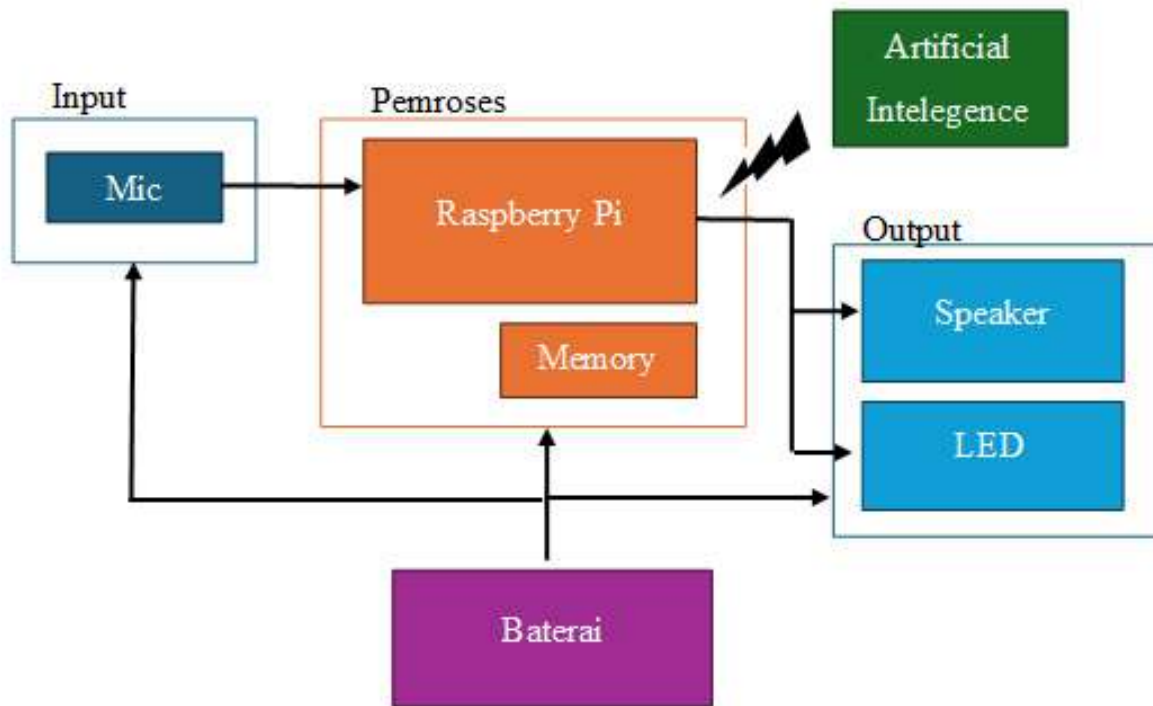 Input
Mic
Pemroses
Raspberry Pi
Memory
Artificial
Intelegence
Output
Speaker
LED
Baterai